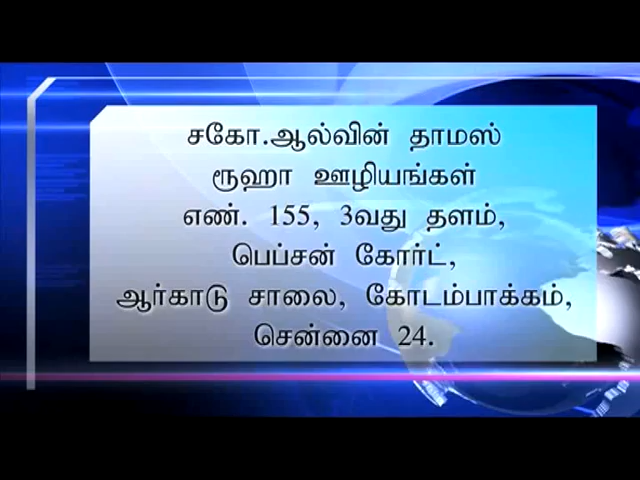 சகோ.ஆல்வின் தாமஸ்
ரூஹா ஊழியங்கள்
எண். 155, 3வது தளம்,
பெப்சன் கோர்ட்,
ஆர்காடு சாலை, கோடம்பாக்கம்,
சென்னை 24.